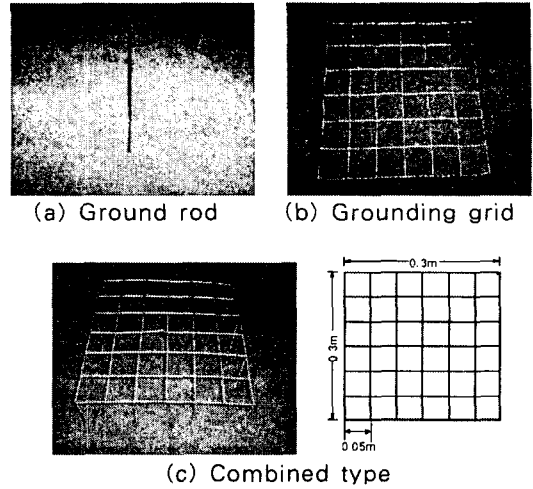 (a) Ground rod
(b) Grounding grid
0.3m
0.3m
0.05m
(c) Combined type